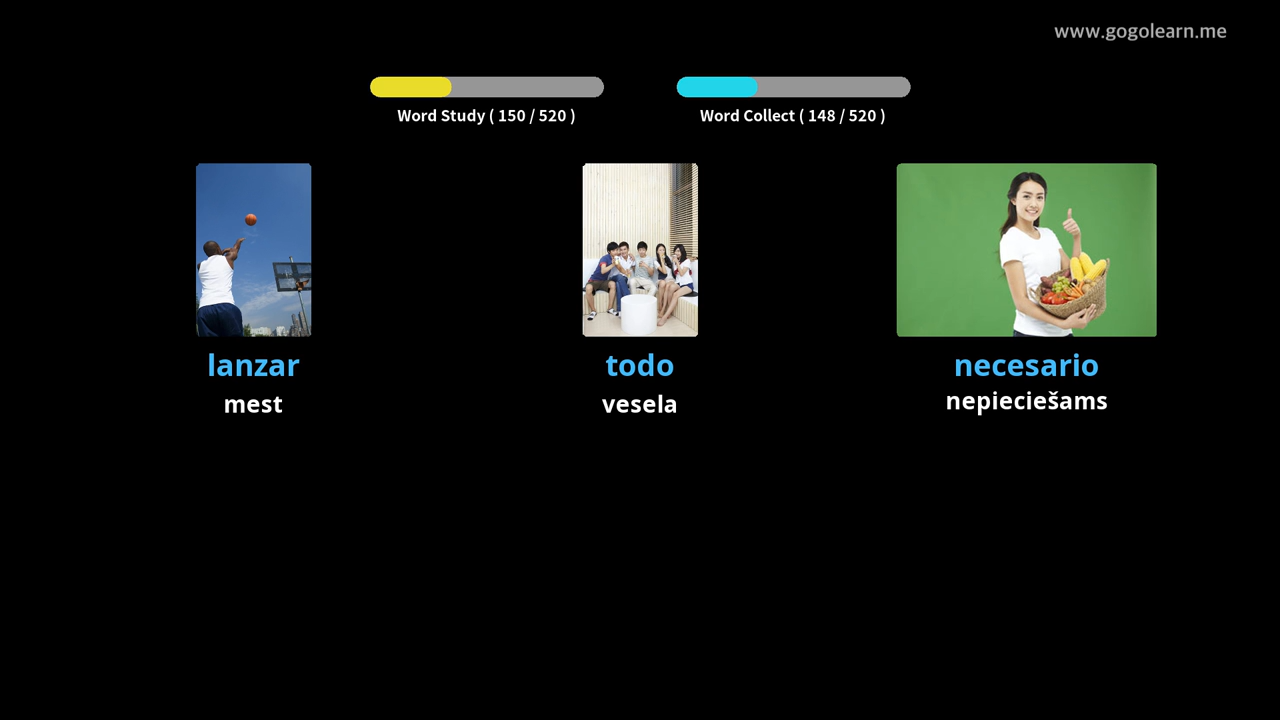 www.gogolearn.me
Word Study ( 150 / 520 )
Word Collect ( 148 / 520 )
lanzar
mest
todo
vesela
necesario
nepieciešams